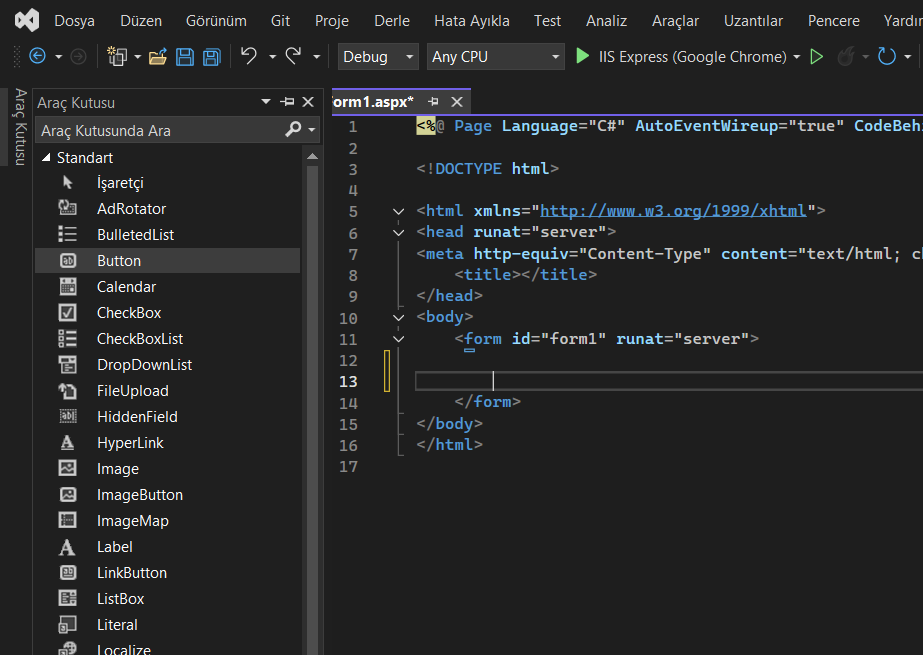 Dosya Düzen Görünüm Git Proje Derle Hata Ayıkla Test Analiz Araçlar Uzantılar Pencere Yardım
Debug Any CPU IIS Express (Google Chrome)
Araç Kutusu
Araç Kutusu
Araç Kutusunda Ara
Standart
İşaretçi
AdRotator
BulletedList
Button
Calendar
CheckBox
CheckBoxList
DropDownList
FileUpload
HiddenField
HyperLink
Image
ImageButton
ImageMap
Label
LinkButton
ListBox
Literal
Localize
orm1.aspx*
1 <%@ Page Language="C#" AutoEventWireup="true" CodeBeh
2
3 <!DOCTYPE html>
4
5 <html xmlns="http://www.w3.org/1999/xhtml">
6 <head runat="server">
7 <meta http-equiv="Content-Type" content="text/html; ch
8 <title></title>
9 </head>
10 <body>
11 <form id="form1" runat="server">
12
13
14 </form>
15 </body>
16 </html>
17